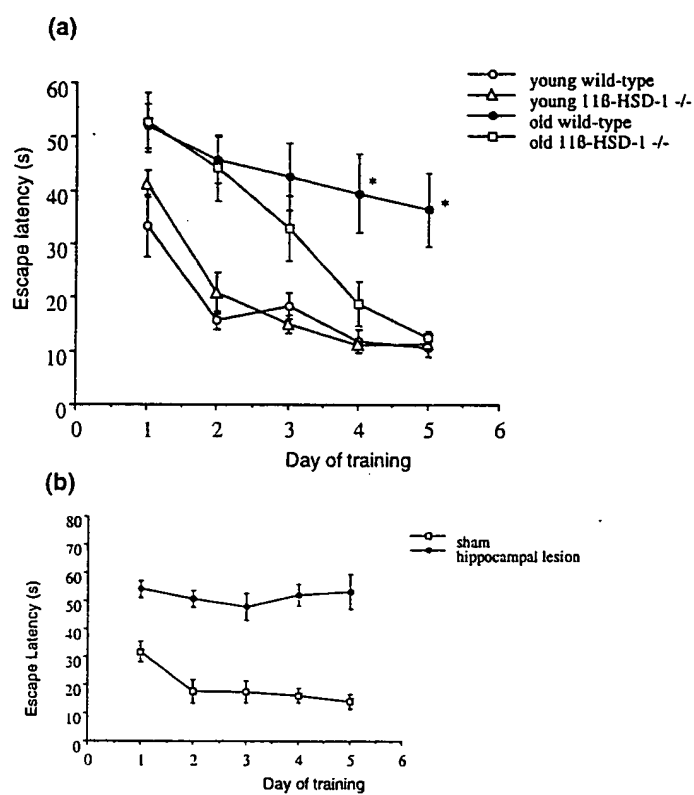 (a)
young wild-type
young 11ß-HSD-1 -/-
old wild-type
old 11ß-HSD-1 -/-
60
50
40
30
20
10
0
Escape latency (s)
*
*
0 1 2 3 4 5 6
Day of training
(b)
sham
hippocampal lesion
80
70
60
50
40
30
20
10
0
Escape Latency (s)
0 1 2 3 4 5 6
Day of training